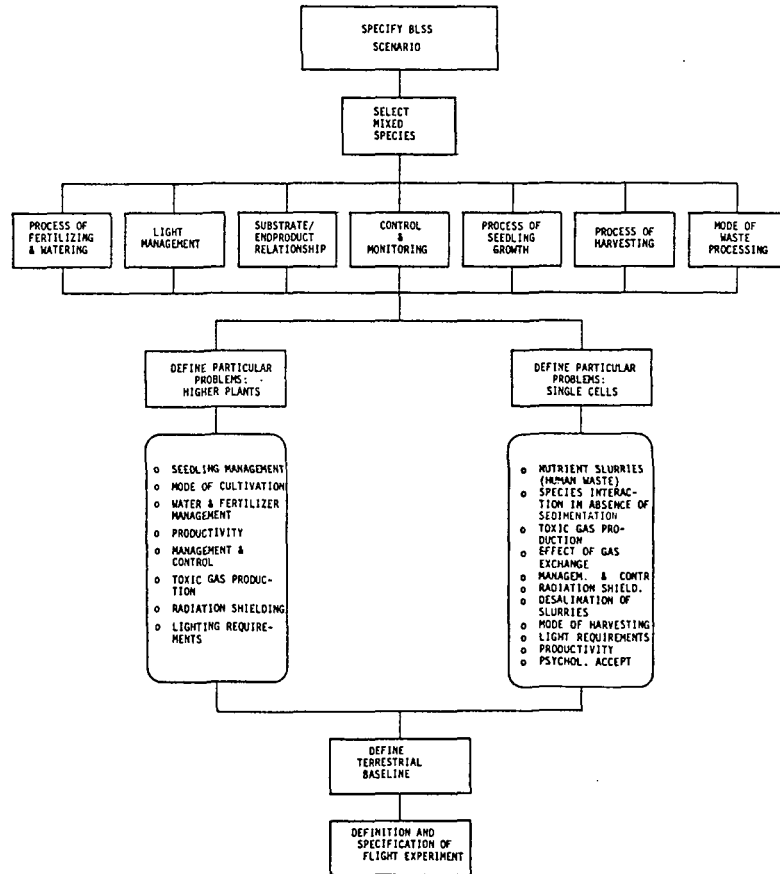 SPECIFY BLSS
SCENARIO
SELECT
MIXED
SPECIES
PROCESS OF
FERTILIZING
& WATERING
LIGHT
MANAGEMENT
SUBSTRATE/
ENDPRODUCT
RELATIONSHIP
CONTROL
&
MONITORING
PROCESS OF
SEEDLING
GROWTH
PROCESS OF
HARVESTING
MODE OF
WASTE
PROCESSING
DEFINE PARTICULAR
PROBLEMS:
HIGHER PLANTS
DEFINE PARTICULAR
PROBLEMS:
SINGLE CELLS
o SEEDLING MANAGEMENT
o MODE OF CULTIVATION
o WATER & FERTILIZER
MANAGEMENT
o PRODUCTIVITY
o MANAGEMENT &
CONTROL
o TOXIC GAS PRODUC-
TION
o RADIATION SHIELDING
o LIGHTING REQUIRE-
MENTS
o NUTRIENT SLURRIES
(HUMAN WASTE)
o SPECIES INTERAC-
TION IN ABSENCE OF
SEDIMENTATION
o TOXIC GAS PRO-
DUCTION
o EFFECT OF GAS
EXCHANGE
o MANAGEM. & CONTR
o RADIATION SHIELD.
o DESALINATION OF
SLURRIES
o MODE OF HARVESTING
o LIGHT REQUIREMENTS
o PRODUCTIVITY
o PSYCHOL. ACCEPT
DEFINE
TERRESTRIAL
BASELINE
DEFINITION AND
SPECIFICATION OF
FLIGHT EXPERIMENT